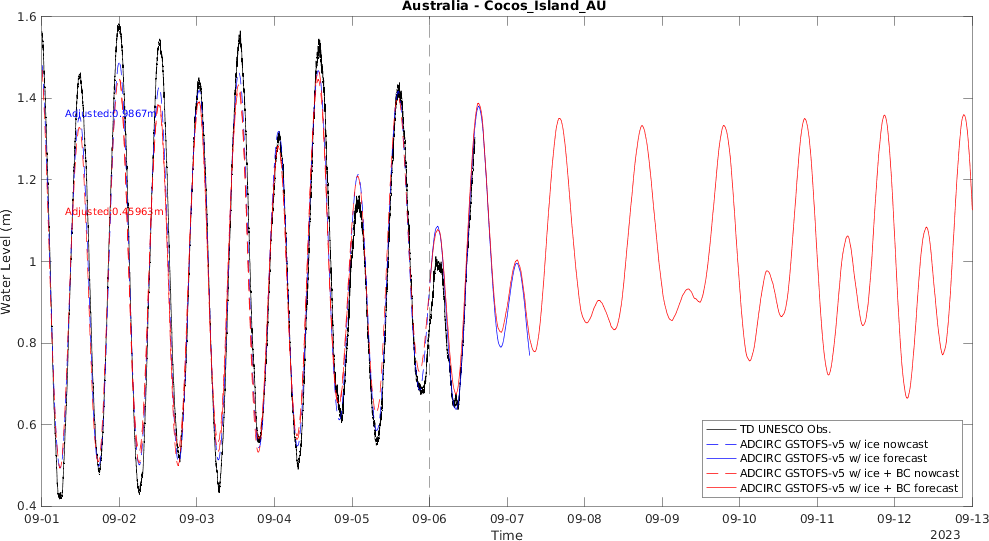 Australia - Cocos_Island_AU
1.6
1.4
1.2
1
0.8
0.6
0.4
Water Level (m)
Adjusted:0.9867m
Adjusted:0.45963m
TD UNESCO Obs.
ADCIRC GSTOFS-v5 w/ ice nowcast
ADCIRC GSTOFS-v5 w/ ice forecast
ADCIRC GSTOFS-v5 w/ ice + BC nowcast
ADCIRC GSTOFS-v5 w/ ice + BC forecast
09-01 09-02 09-03 09-04 09-05 09-06 09-07 09-08 09-09 09-10 09-11 09-12 09-13
Time
2023